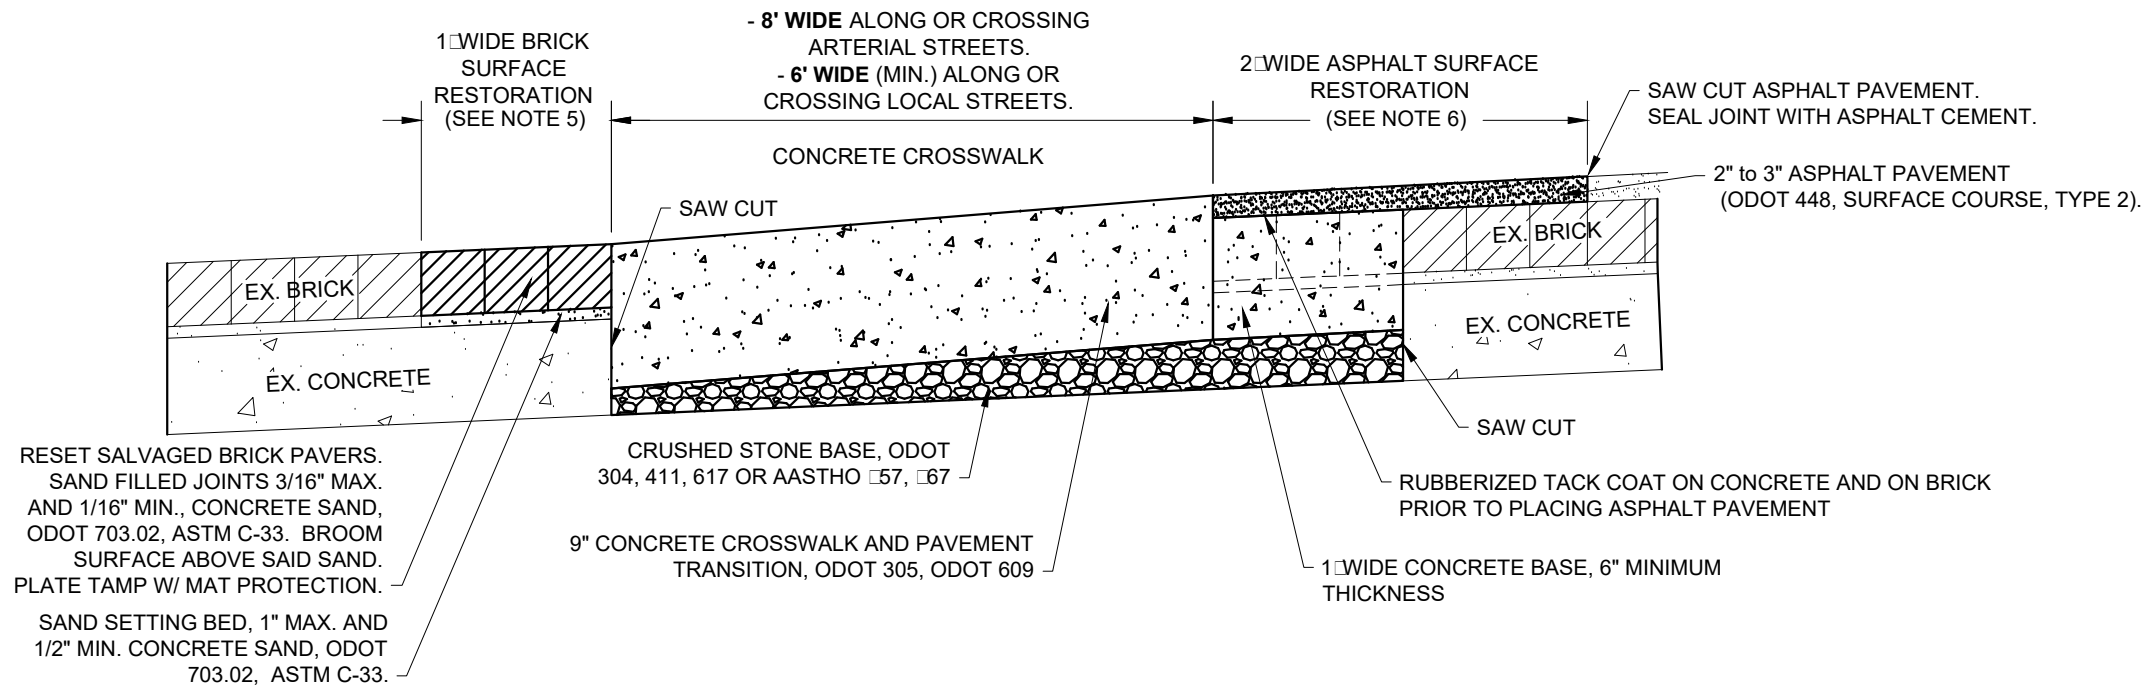 1□WIDE BRICK
SURFACE
RESTORATION
(SEE NOTE 5)
- 8' WIDE ALONG OR CROSSING
ARTERIAL STREETS.
- 6' WIDE (MIN.) ALONG OR
CROSSING LOCAL STREETS.
CONCRETE CROSSWALK
2□WIDE ASPHALT SURFACE
RESTORATION
(SEE NOTE 6)
SAW CUT ASPHALT PAVEMENT.
SEAL JOINT WITH ASPHALT CEMENT.
2" to 3" ASPHALT PAVEMENT
(ODOT 448, SURFACE COURSE, TYPE 2).
SAW CUT
EX. BRICK
EX. BRICK
EX. CONCRETE
EX. CONCRETE
SAW CUT
RESET SALVAGED BRICK PAVERS.
SAND FILLED JOINTS 3/16" MAX.
AND 1/16" MIN., CONCRETE SAND,
ODOT 703.02, ASTM C-33. BROOM
SURFACE ABOVE SAID SAND.
PLATE TAMP W/ MAT PROTECTION.
SAND SETTING BED, 1" MAX. AND
1/2" MIN. CONCRETE SAND, ODOT
703.02, ASTM C-33.
CRUSHED STONE BASE, ODOT
304, 411, 617 OR AASTHO □57, □67
9" CONCRETE CROSSWALK AND PAVEMENT
TRANSITION, ODOT 305, ODOT 609
RUBBERIZED TACK COAT ON CONCRETE AND ON BRICK
PRIOR TO PLACING ASPHALT PAVEMENT
1□WIDE CONCRETE BASE, 6" MINIMUM
THICKNESS